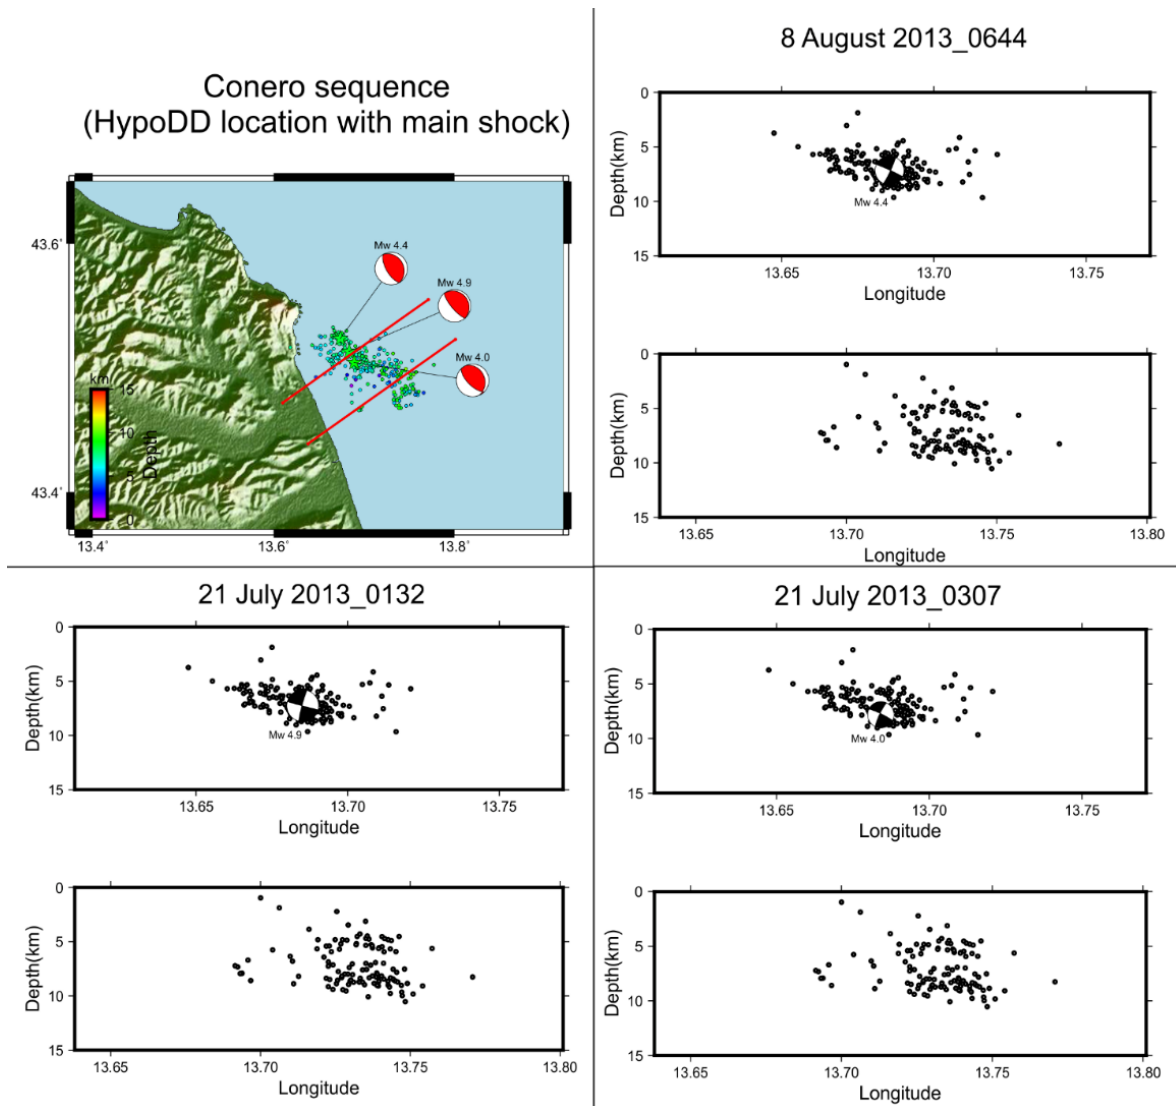 Conero sequence
(HypoDD location with main shock)
43.6°
43.4°
13.4°
13.6°
13.8°
Mw 4.4
Mw 4.9
Mw 4.0
km
15
10
5
0
Depth
8 August 2013_0644
0
5
10
15
Depth(km)
Mw 4.4
13.65
13.70
13.75
Longitude
0
5
10
15
Depth(km)
13.65
13.70
13.75
13.80
Longitude
21 July 2013_0132
0
5
10
15
Depth(km)
Mw 4.9
13.65
13.70
13.75
Longitude
0
5
10
15
Depth(km)
13.65
13.70
13.75
13.80
Longitude
21 July 2013_0307
0
5
10
15
Depth(km)
Mw 4.0
13.65
13.70
13.75
Longitude
0
5
10
15
Depth(km)
13.65
13.70
13.75
13.80
Longitude